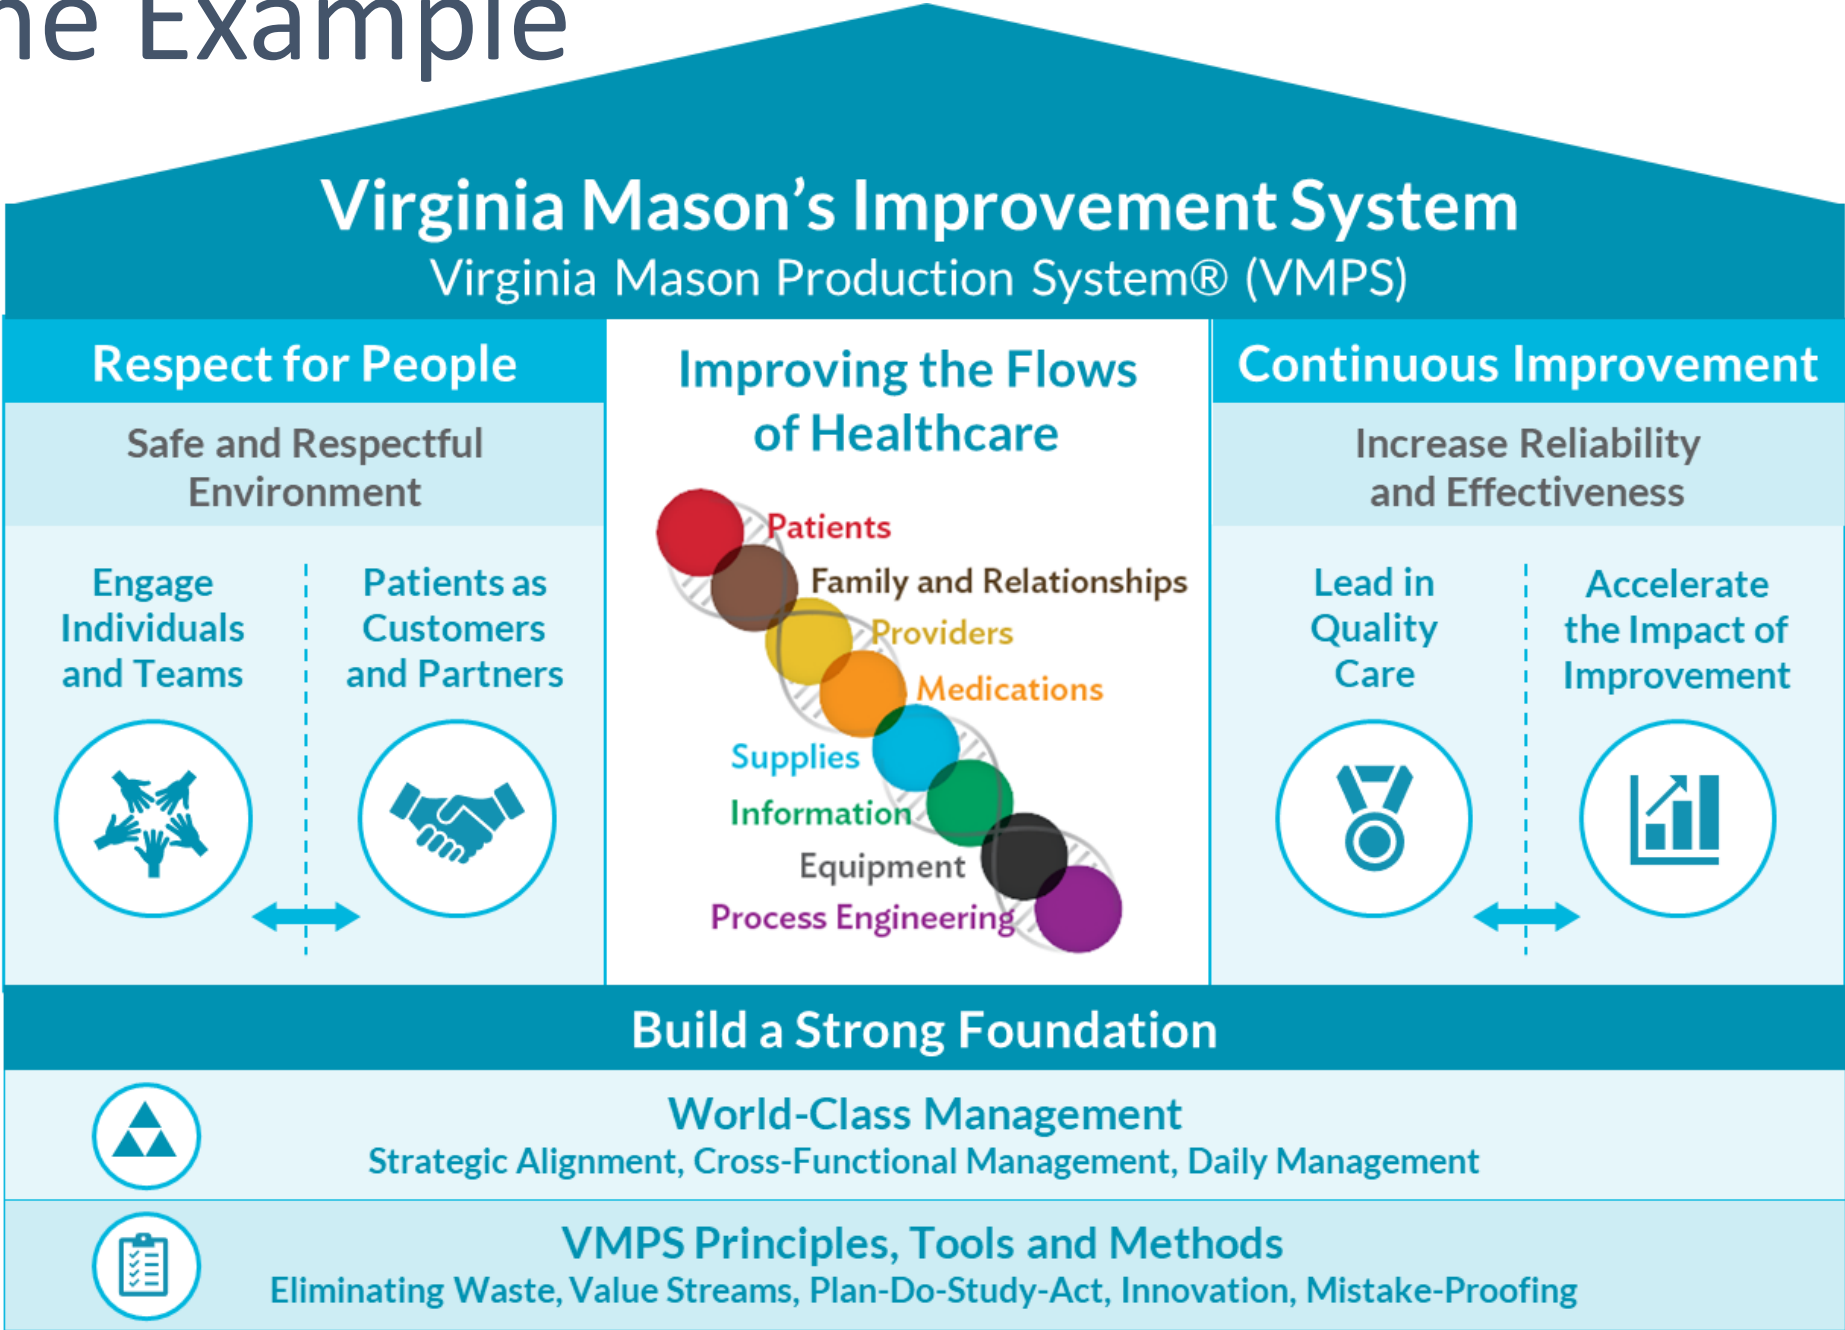 ne Example
Virginia Mason's Improvement System
Virginia Mason Production System® (VMPS)
Respect for People
Safe and Respectful
Environment
Engage
Individuals
and Teams
Patients as
Customers
and Partners
Improving the Flows
of Healthcare
Patients
Family and Relationships
Providers
Medications
Supplies
Information
Equipment
Process Engineering
Continuous Improvement
Increase Reliability
and Effectiveness
Lead in
Quality
Care
Accelerate
the Impact of
Improvement
Build a Strong Foundation
World-Class Management
Strategic Alignment, Cross-Functional Management, Daily Management
VMPS Principles, Tools and Methods
Eliminating Waste, Value Streams, Plan-Do-Study-Act, Innovation, Mistake-Proofing